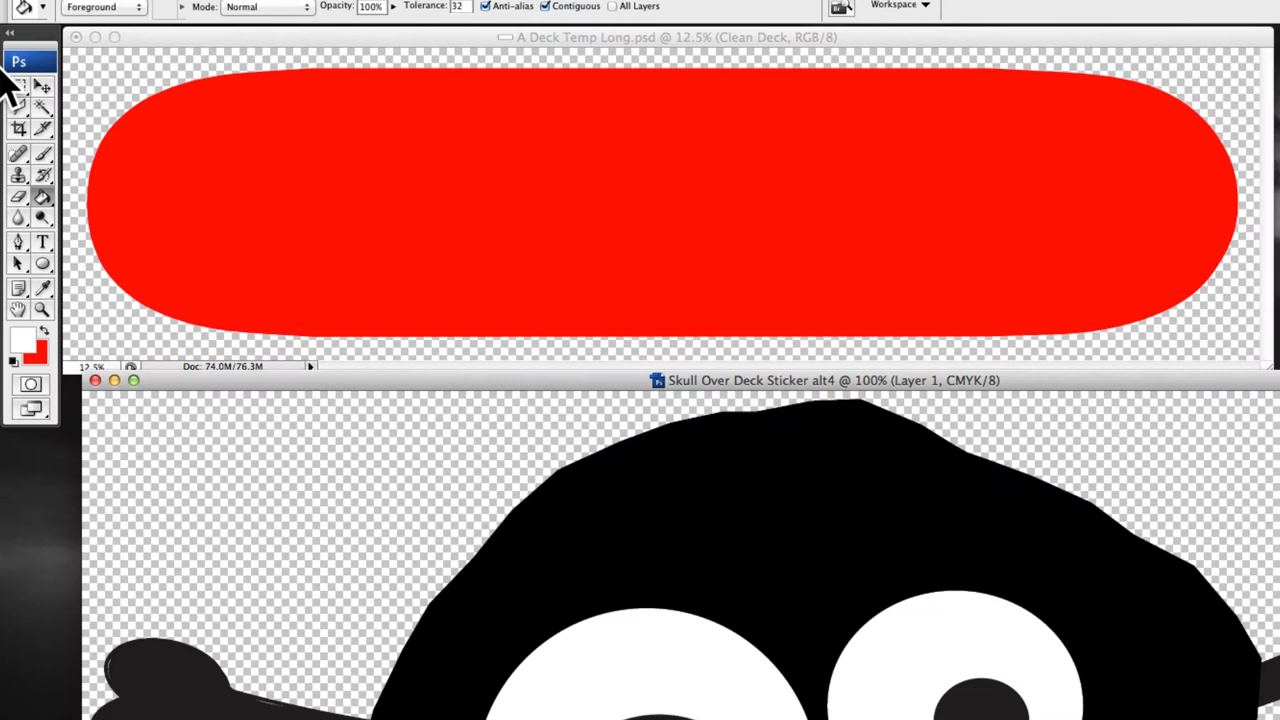 Foreground Mode: Normal Opacity: 100% Tolerance: 32 Anti-alias Contiguous All Layers Workspace
A Deck Temp Long.psd @ 12.5% (Clean Deck, RGB/8)
Ps
T
12.5% Doc: 74.0M/76.3M
Skull Over Deck Sticker alt4 @ 100% (Layer 1, CMYK/8)